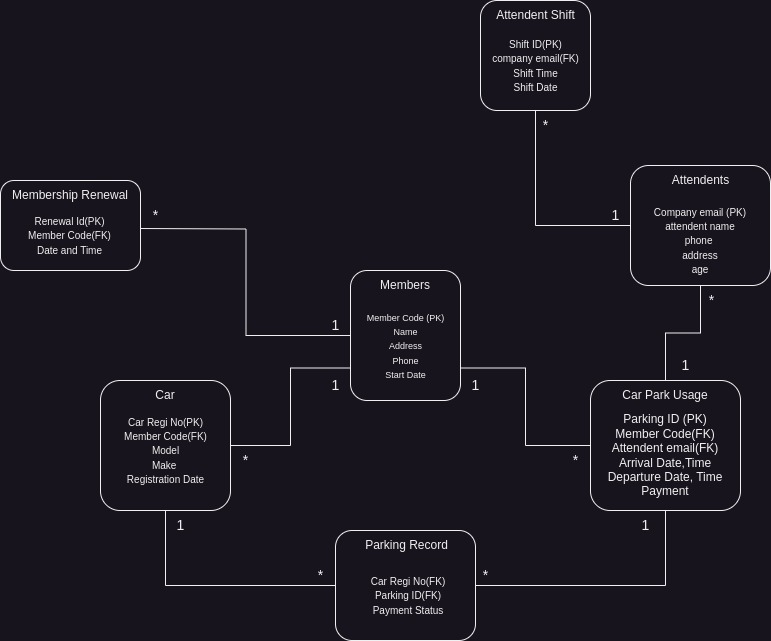 Attendent Shift
Shift ID(PK)
company email(FK)
Shift Time
Shift Date
*
1
Attendents
Company email (PK)
attendent name
phone
address
age
*
1
Membership Renewal
Renewal Id(PK)
Member Code(FK)
Date and Time
*
1
Members
Member Code (PK)
Name
Address
Phone
Start Date
1
1
Car
Car Regi No(PK)
Member Code(FK)
Model
Make
Registration Date
*
*
Car Park Usage
Parking ID (PK)
Member Code(FK)
Attendent email(FK)
Arrival Date,Time
Departure Date, Time
Payment
1
1
Parking Record
Car Regi No(FK)
Parking ID(FK)
Payment Status
*
*